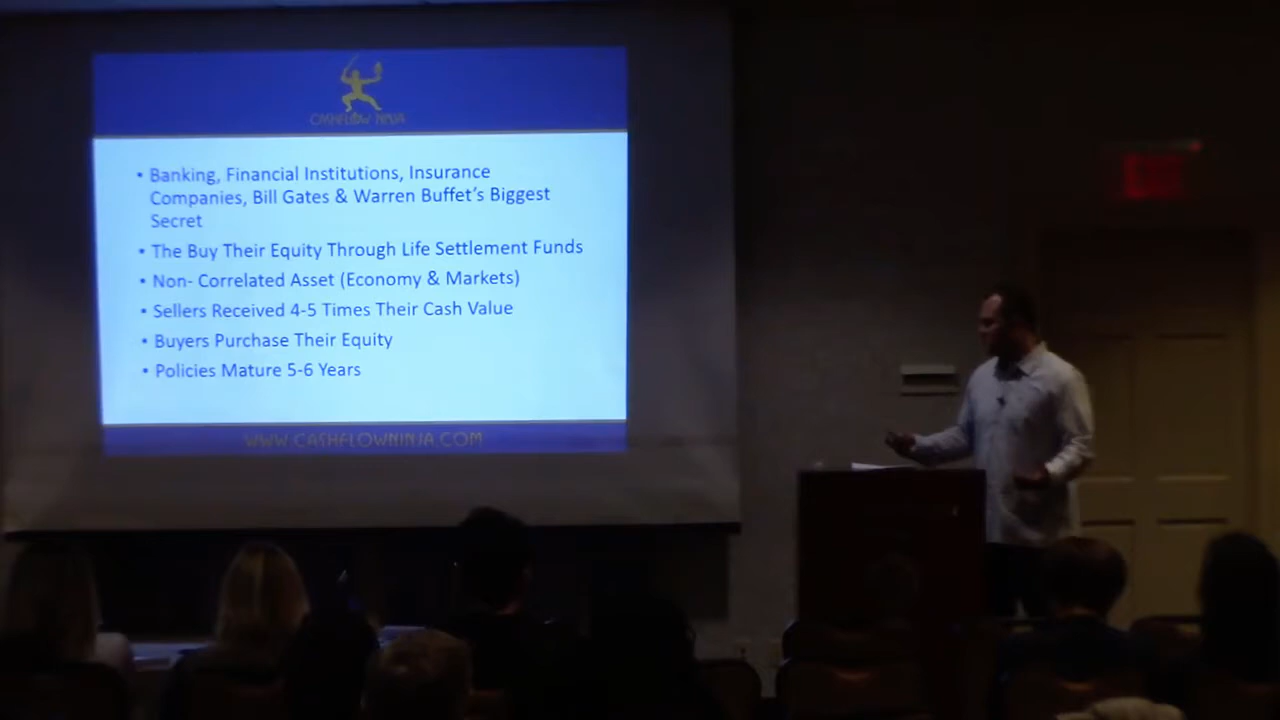 CASHFLOW NINJA
• Banking, Financial Institutions, Insurance
Companies, Bill Gates & Warren Buffet's Biggest
Secret
• The Buy Their Equity Through Life Settlement Funds
• Non- Correlated Asset (Economy & Markets)
• Sellers Received 4-5 Times Their Cash Value
• Buyers Purchase Their Equity
• Policies Mature 5-6 Years
WWW.CASHFLOWNINJA.COM